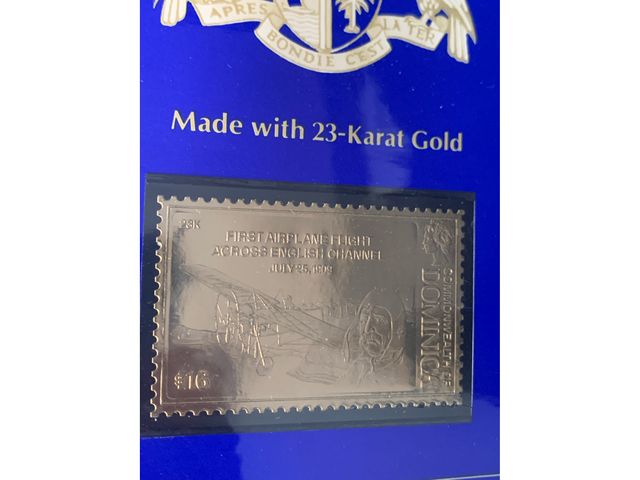 APRES
BONDIE C'EST
LA TER
Made with 23-Karat Gold
23K
FIRST AIRPLANE FLIGHT
ACROSS ENGLISH CHANNEL
JULY 25, 1909
COMMONWEALTH OF
DOMINICA
$16